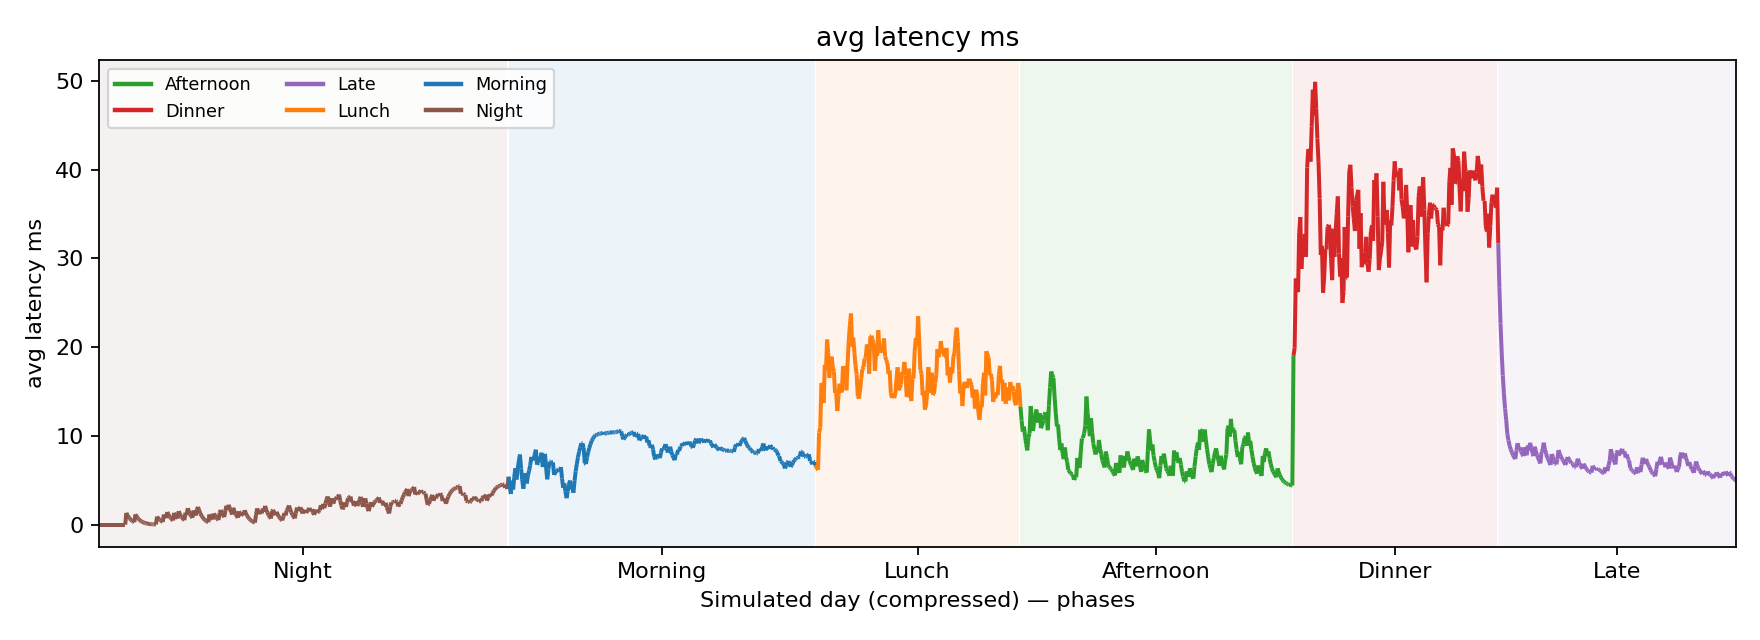 avg latency ms
Afternoon Late Morning
Dinner Lunch Night
50
40
30
20
10
0
avg latency ms
Night Morning Lunch Afternoon Dinner Late
Simulated day (compressed) — phases